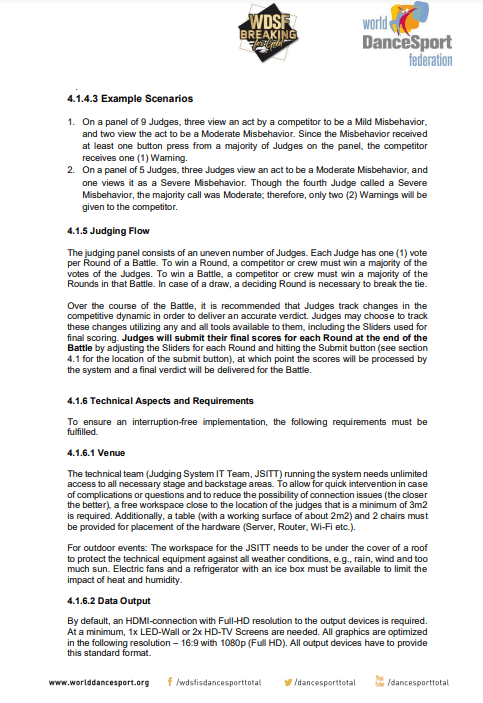 WDSF
BREAKING
for Gold
world
DanceSport
federation
.
4.1.4.3 Example Scenarios
1. On a panel of 9 Judges, three view an act by a competitor to be a Mild Misbehavior,
and two view the act to be a Moderate Misbehavior. Since the Misbehavior received
at least one button press from a majority of Judges on the panel, the competitor
receives one (1) Warning.
2. On a panel of 5 Judges, three Judges view an act to be a Moderate Misbehavior, and
one views it as a Severe Misbehavior. Though the fourth Judge called a Severe
Misbehavior, the majority call was Moderate; therefore, only two (2) Warnings will be
given to the competitor.
4.1.5 Judging Flow
The judging panel consists of an uneven number of Judges. Each Judge has one (1) vote
per Round of a Battle. To win a Round, a competitor or crew must win a majority of the
votes of the Judges. To win a Battle, a competitor or crew must win a majority of the
Rounds in that Battle. In case of a draw, a deciding Round is necessary to break the tie.
Over the course of the Battle, it is recommended that Judges track changes in the
competitive dynamic in order to deliver an accurate verdict. Judges may choose to track
these changes utilizing any and all tools available to them, including the Sliders used for
final scoring. Judges will submit their final scores for each Round at the end of the
Battle by adjusting the Sliders for each Round and hitting the Submit button (see section
4.1 for the location of the submit button), at which point the scores will be processed by
the system and a final verdict will be delivered for the Battle.
4.1.6 Technical Aspects and Requirements
To ensure an interruption-free implementation, the following requirements must be
fulfilled.
4.1.6.1 Venue
The technical team (Judging System IT Team, JSITT) running the system needs unlimited
access to all necessary stage and backstage areas. To allow for quick intervention in case
of complications or questions and to reduce the possibility of connection issues (the closer
the better), a free workspace close to the location of the judges that is a minimum of 3m2
is required. Additionally, a table (with a working surface of about 2m2) and 2 chairs must
be provided for placement of the hardware (Server, Router, Wi-Fi etc.).
For outdoor events: The workspace for the JSITT needs to be under the cover of a roof
to protect the technical equipment against all weather conditions, e.g., rain, wind and too
much sun. Electric fans and a refrigerator with an ice box must be available to limit the
impact of heat and humidity.
4.1.6.2 Data Output
By default, an HDMI-connection with Full-HD resolution to the output devices is required.
At a minimum, 1x LED-Wall or 2x HD-TV Screens are needed. All graphics are optimized
in the following resolution – 16:9 with 1080p (Full HD). All output devices have to provide
this standard format.
www.worlddancesport.org f /wdsfisdancesporttotal /dancesporttotal You Tube /dancesporttotal